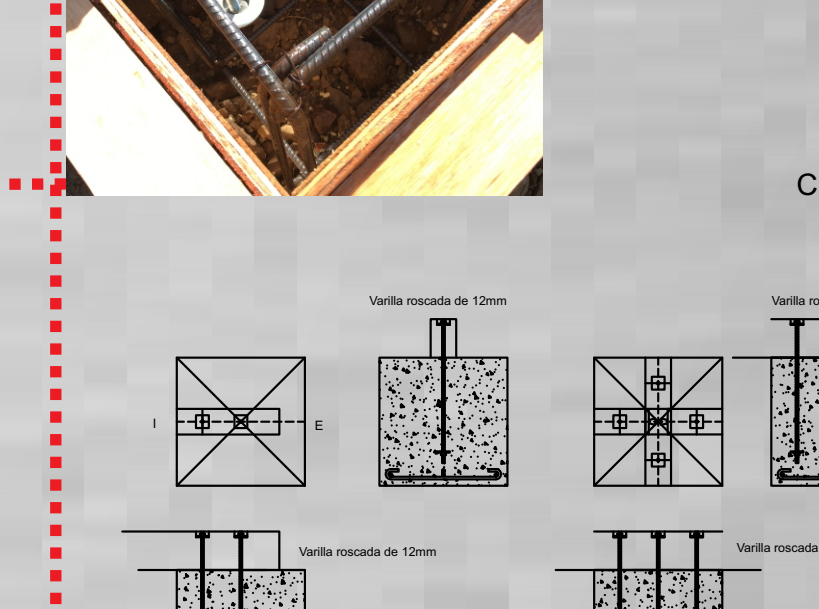 C
Varilla roscada de 12mm
Varilla ro
I
E
Varilla roscada de 12mm
Varilla roscada